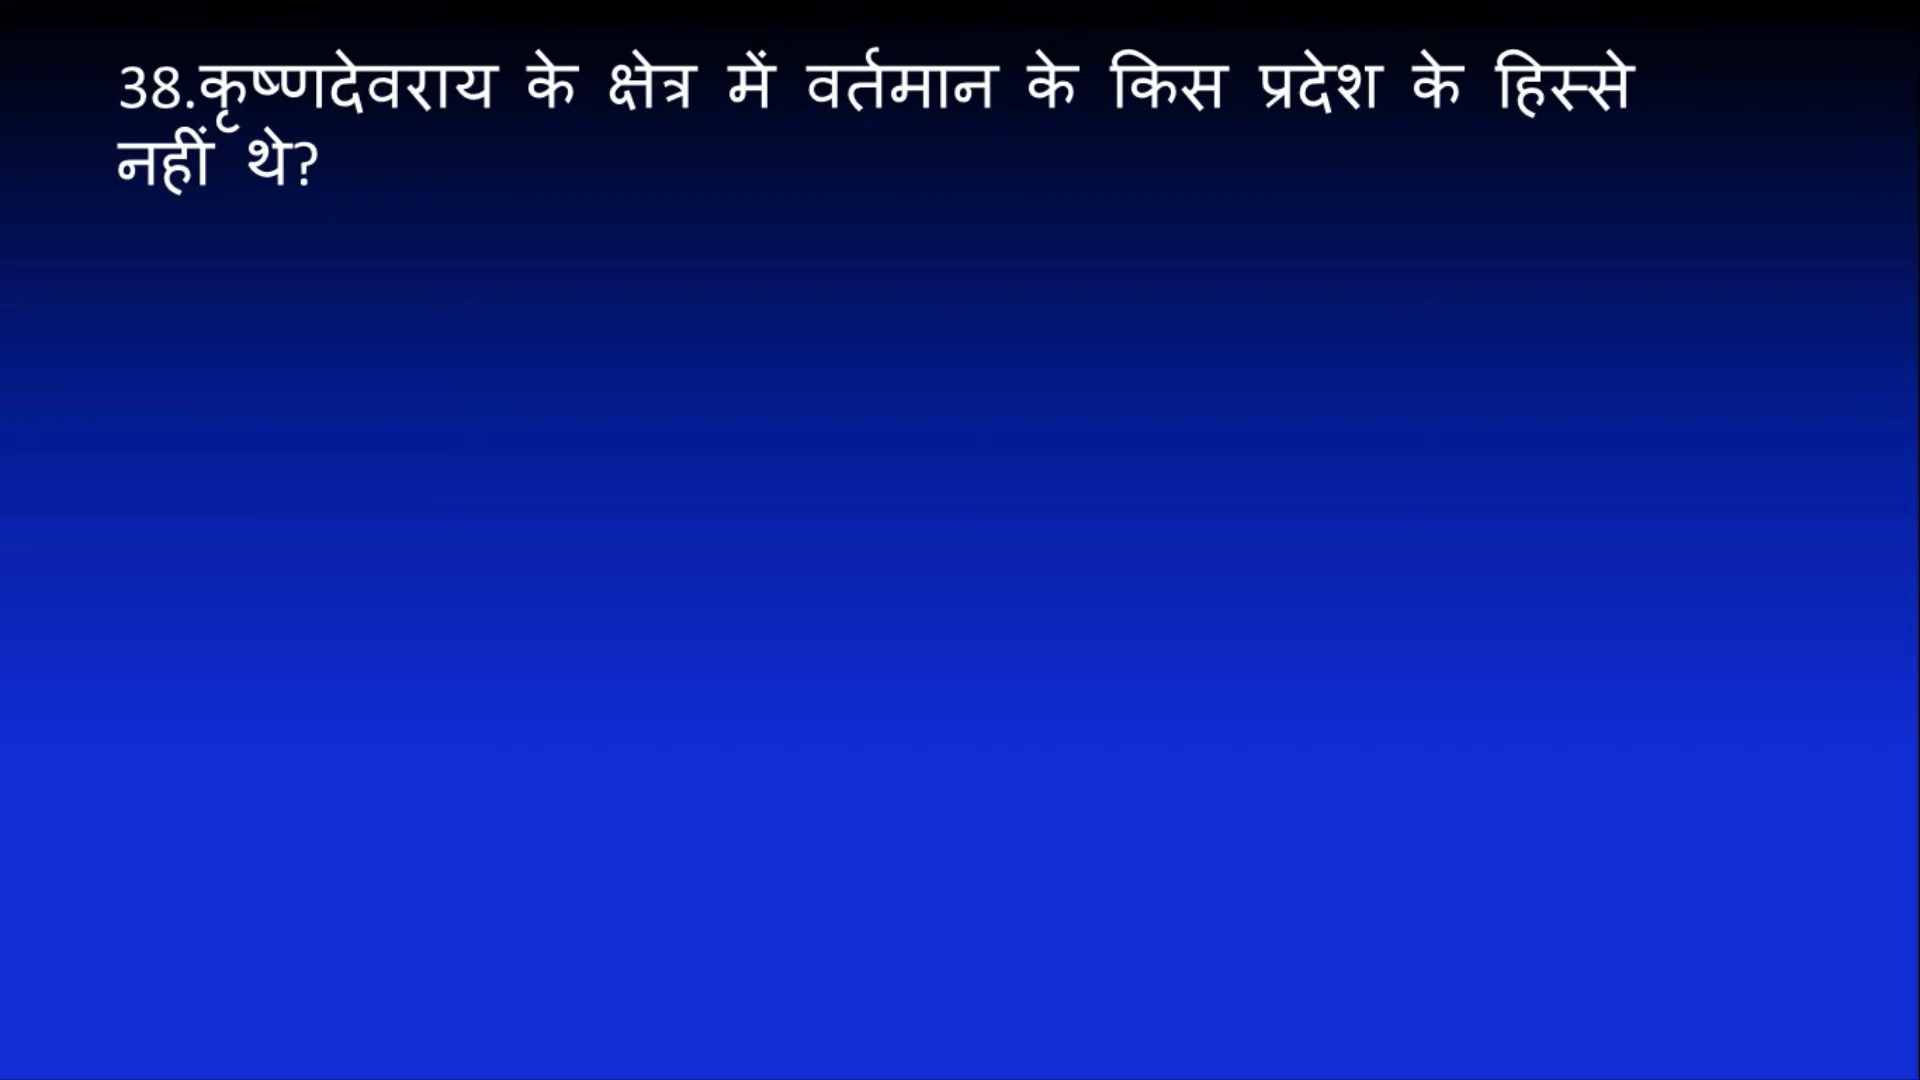 38.कृष्णदेवराय के क्षेत्र में वर्तमान के किस प्रदेश के हिस्से
नहीं थे?